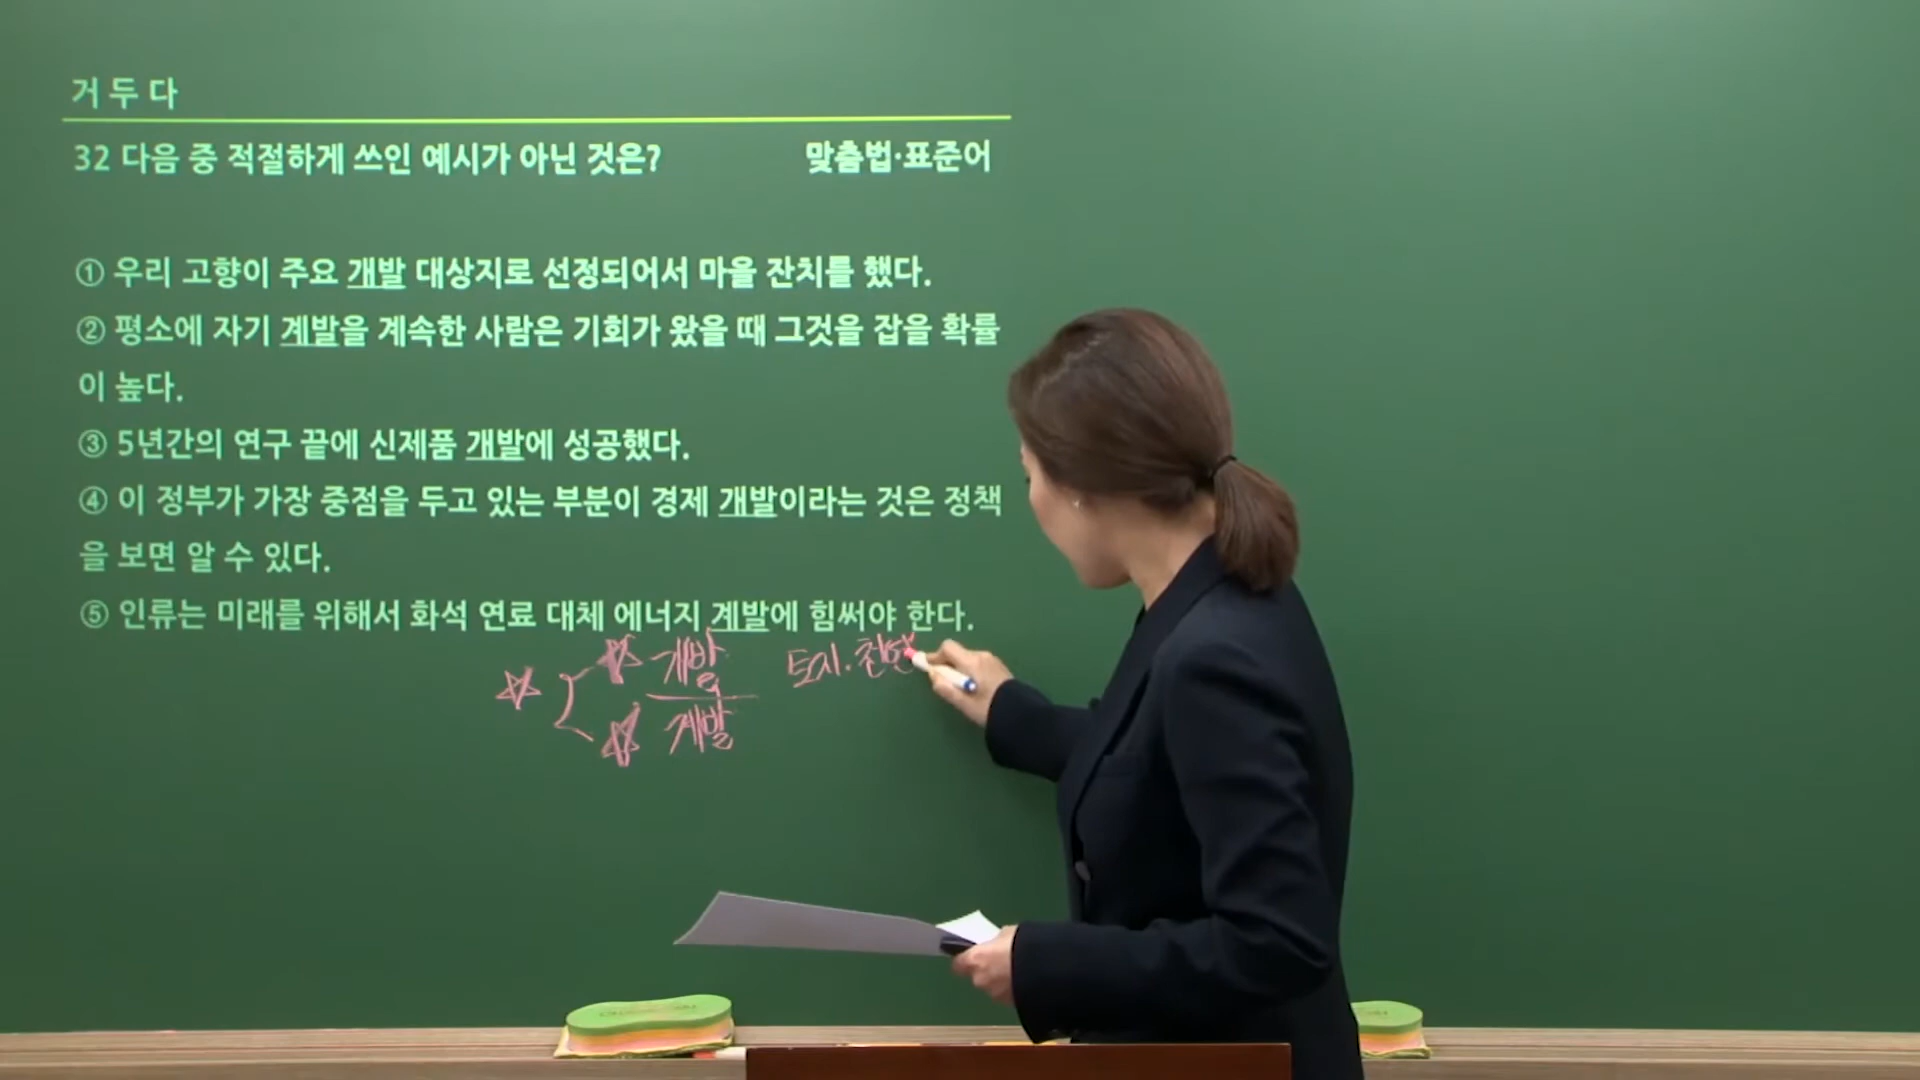 거두다
32 다음 중 적절하게 쓰인 예시가 아닌 것은? 맞춤법·표준어
① 우리 고향이 주요 개발 대상지로 선정되어서 마을 잔치를 했다.
② 평소에 자기 계발을 계속한 사람은 기회가 왔을 때 그것을 잡을 확률
이 높다.
③ 5년간의 연구 끝에 신제품 개발에 성공했다.
④ 이 정부가 가장 중점을 두고 있는 부분이 경제 개발이라는 것은 정책
을 보면 알 수 있다.
⑤ 인류는 미래를 위해서 화석 연료 대체 에너지 계발에 힘써야 한다.
개발 토지.천연
계발